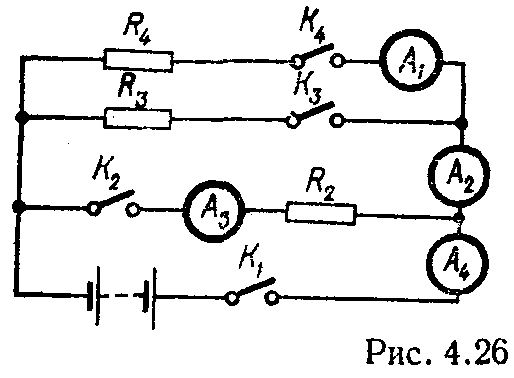 R₄ K₄ A₁
R₃ K₃
K₂ A₃ R₂ A₂
K₁ A₄
Рис. 4.26